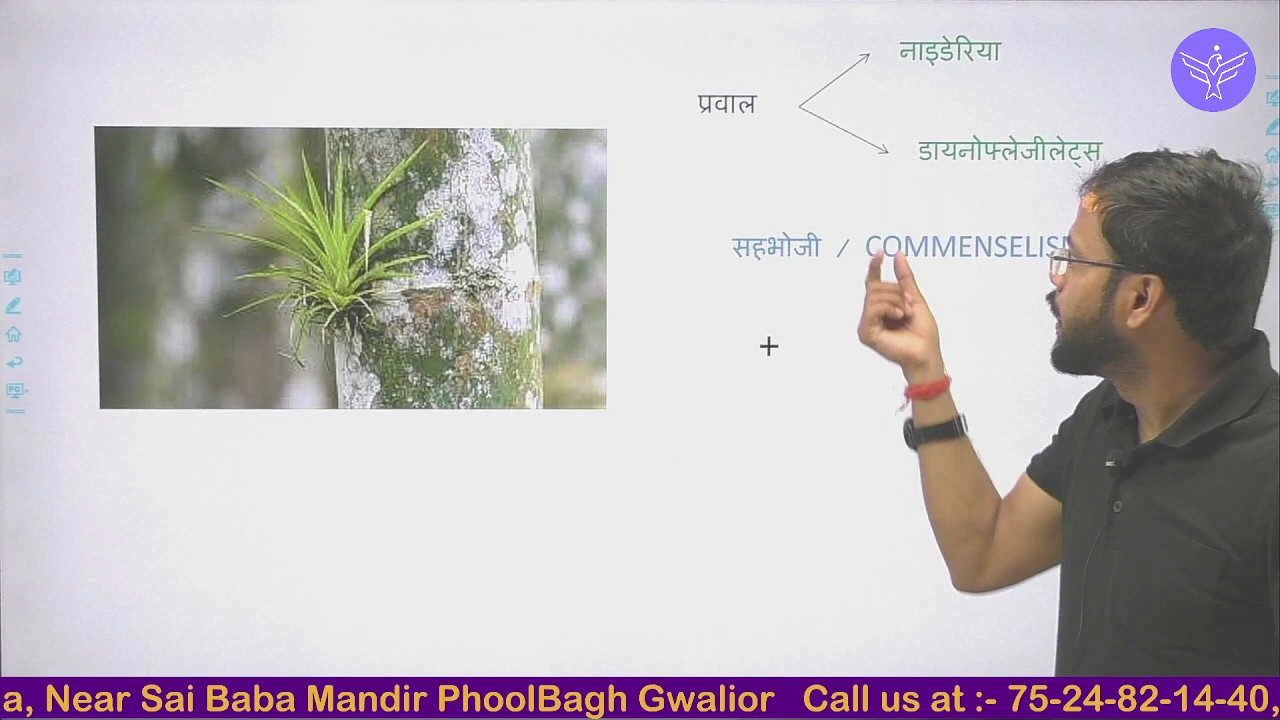 नाइडेरिया
प्रवाल
डायनोफ्लेजीलेट्स
सहभोजी / COMMENSELIS
+
a, Near Sai Baba Mandir PhoolBagh Gwalior Call us at :- 75-24-82-14-40,